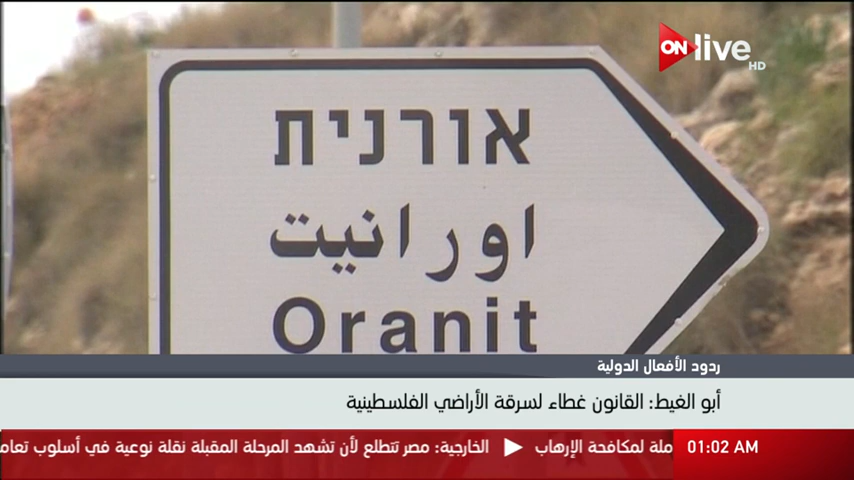 ON live HD
אורנית
اورانيت
Oranit
ردود الأفعال الدولية
أبو الغيط: القانون غطاء لسرقة الأراضي الفلسطينية
ملة لمكافحة الإرهاب ◀ الخارجية: مصر تتطلع لأن تشهد المرحلة المقبلة نقلة نوعية في أسلوب تعام
01:02 AM